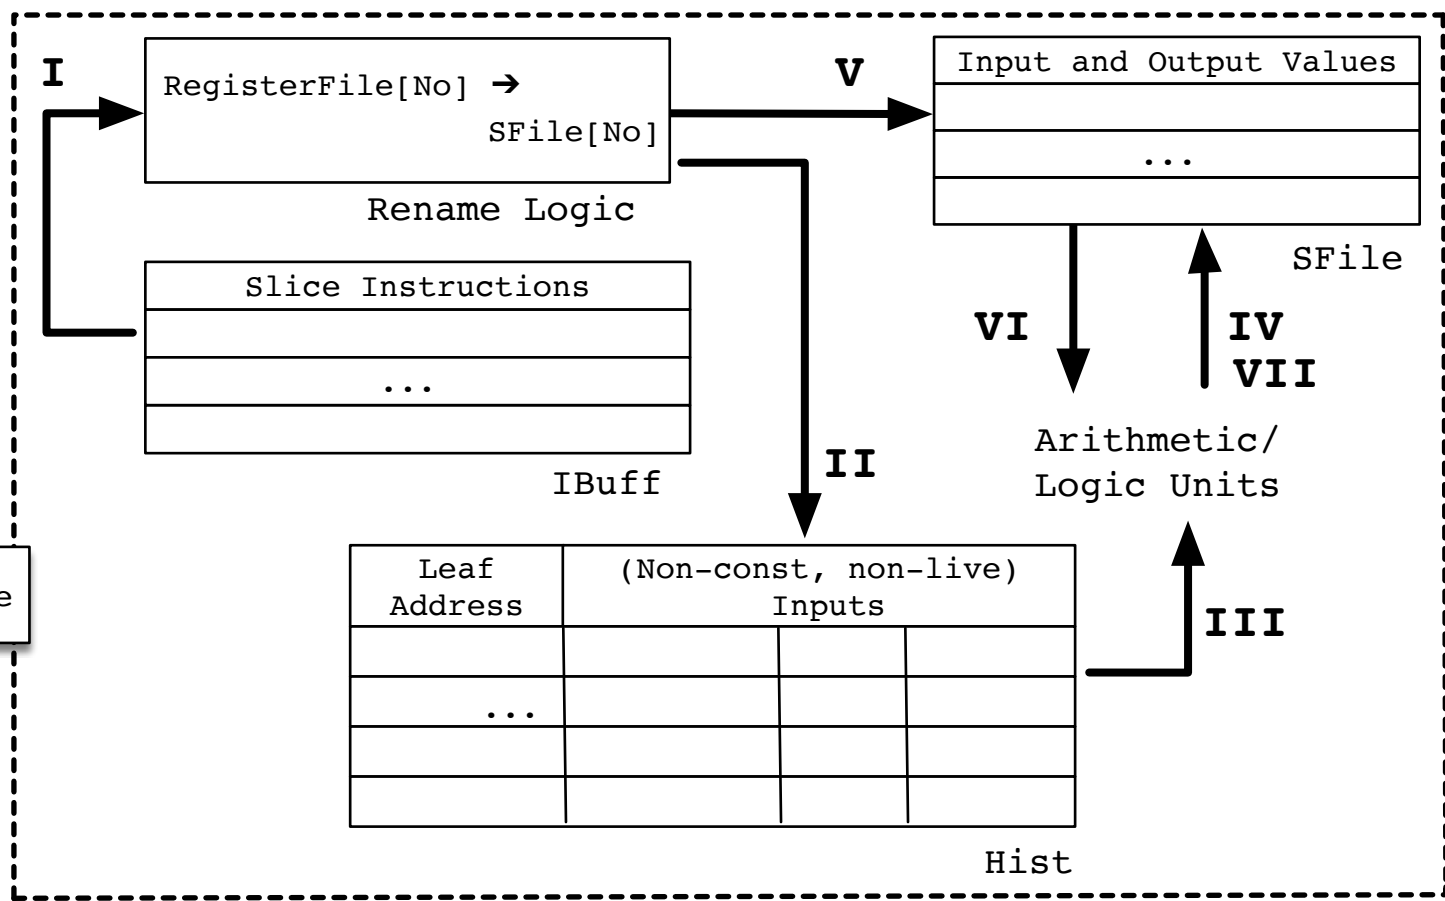 I
RegisterFile[No] ➔
SFile[No]
Rename Logic
V
Input and Output Values
...
SFile
Slice Instructions
...
IBuff
VI
IV
VII
Arithmetic/
Logic Units
II
Leaf
Address
(Non-const, non-live)
Inputs
...
III
Hist
e